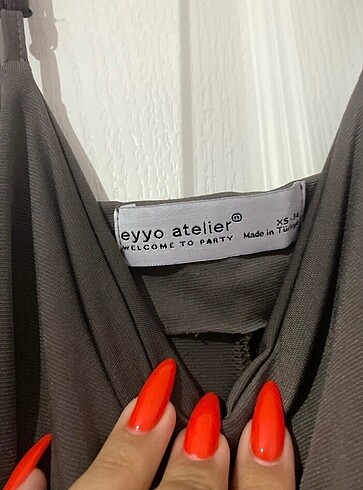 eyyo atelier ⓝ
WELCOME TO PARTY
XS-34
Made in